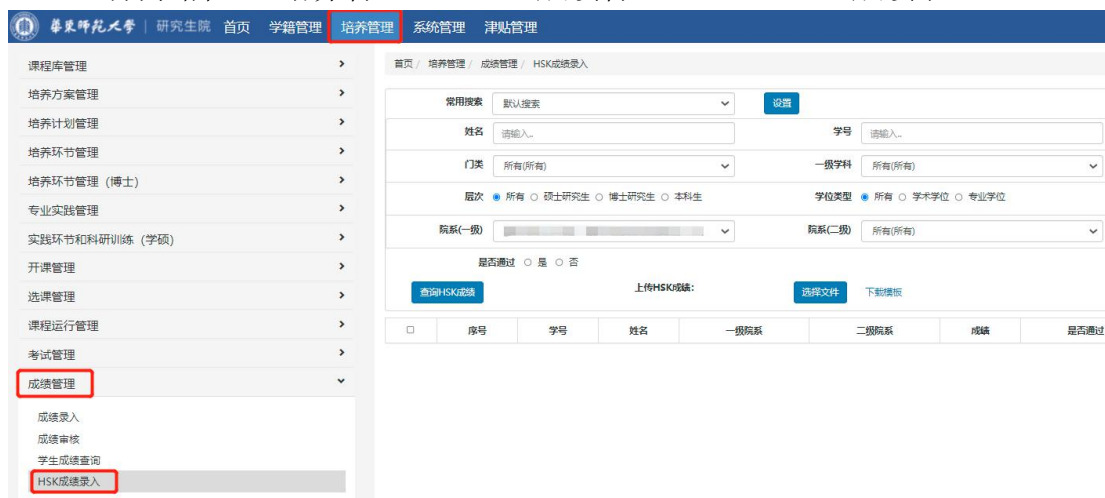 華東師範大學 | 研究生院 首页 学籍管理 培养管理 系统管理 津贴管理
课程库管理
培养方案管理
培养计划管理
培养环节管理
培养环节管理 (博士)
专业实践管理
实践环节和科研训练 (学硕)
开课管理
选课管理
课程运行管理
考试管理
成绩管理
成绩录入
成绩审核
学生成绩查询
HSK成绩录入
首页 / 培养管理 / 成绩管理 / HSK成绩录入
常用搜索 默认搜索 设置
姓名 请输入.. 学号 请输入..
门类 所有(所有) 一级学科 所有(所有)
层次 所有 硕士研究生 博士研究生 本科生 学位类型 所有 学术学位 专业学位
院系(一级) 院系(二级) 所有(所有)
是否通过 是 否
查询HSK成绩 上传HSK成绩: 选择文件 下载模板
序号 学号 姓名 一级院系 二级院系 成绩 是否通过